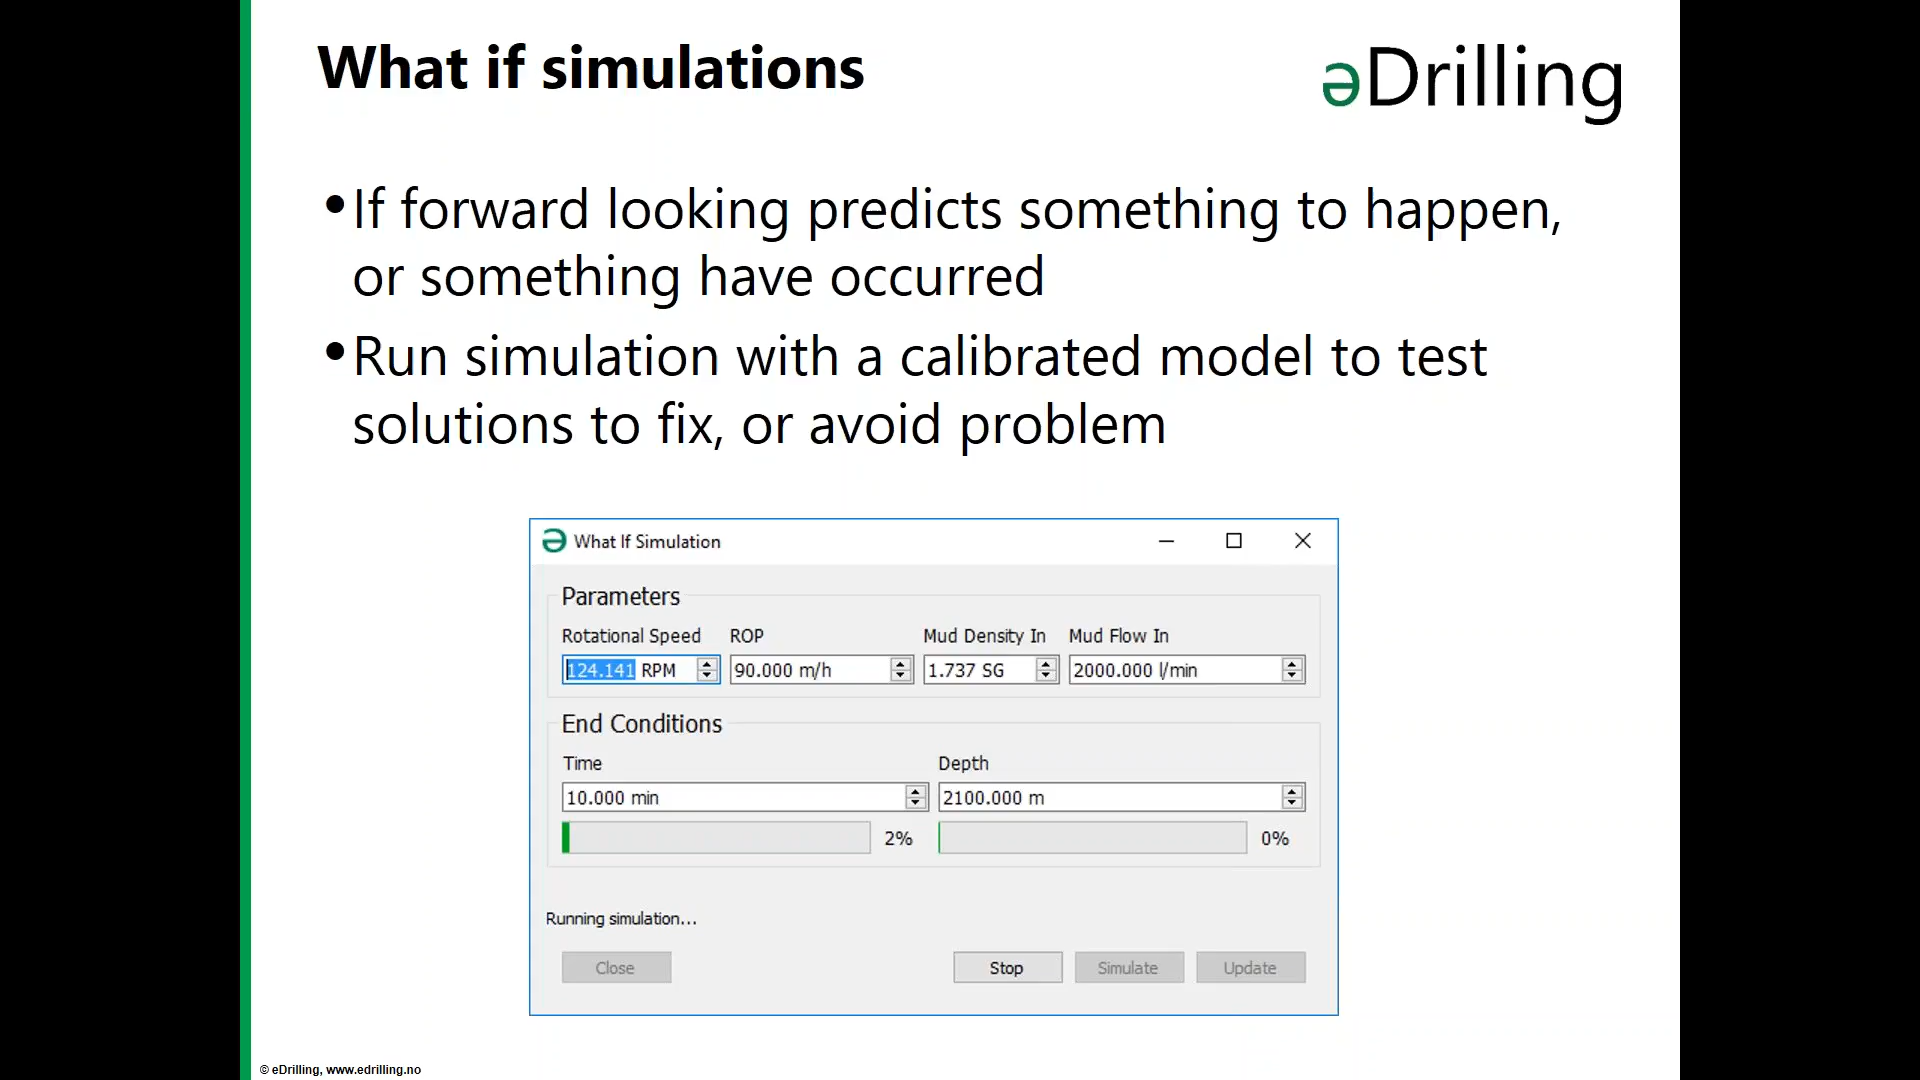 What if simulations
əDrilling
•If forward looking predicts something to happen,
or something have occurred
•Run simulation with a calibrated model to test
solutions to fix, or avoid problem
What If Simulation
Parameters
Rotational Speed ROP Mud Density In Mud Flow In
124.141 RPM 90.000 m/h 1.737 SG 2000.000 l/min
End Conditions
Time Depth
10.000 min 2100.000 m
2% 0%
Running simulation...
Close Stop Simulate Update
© eDrilling, www.edrilling.no